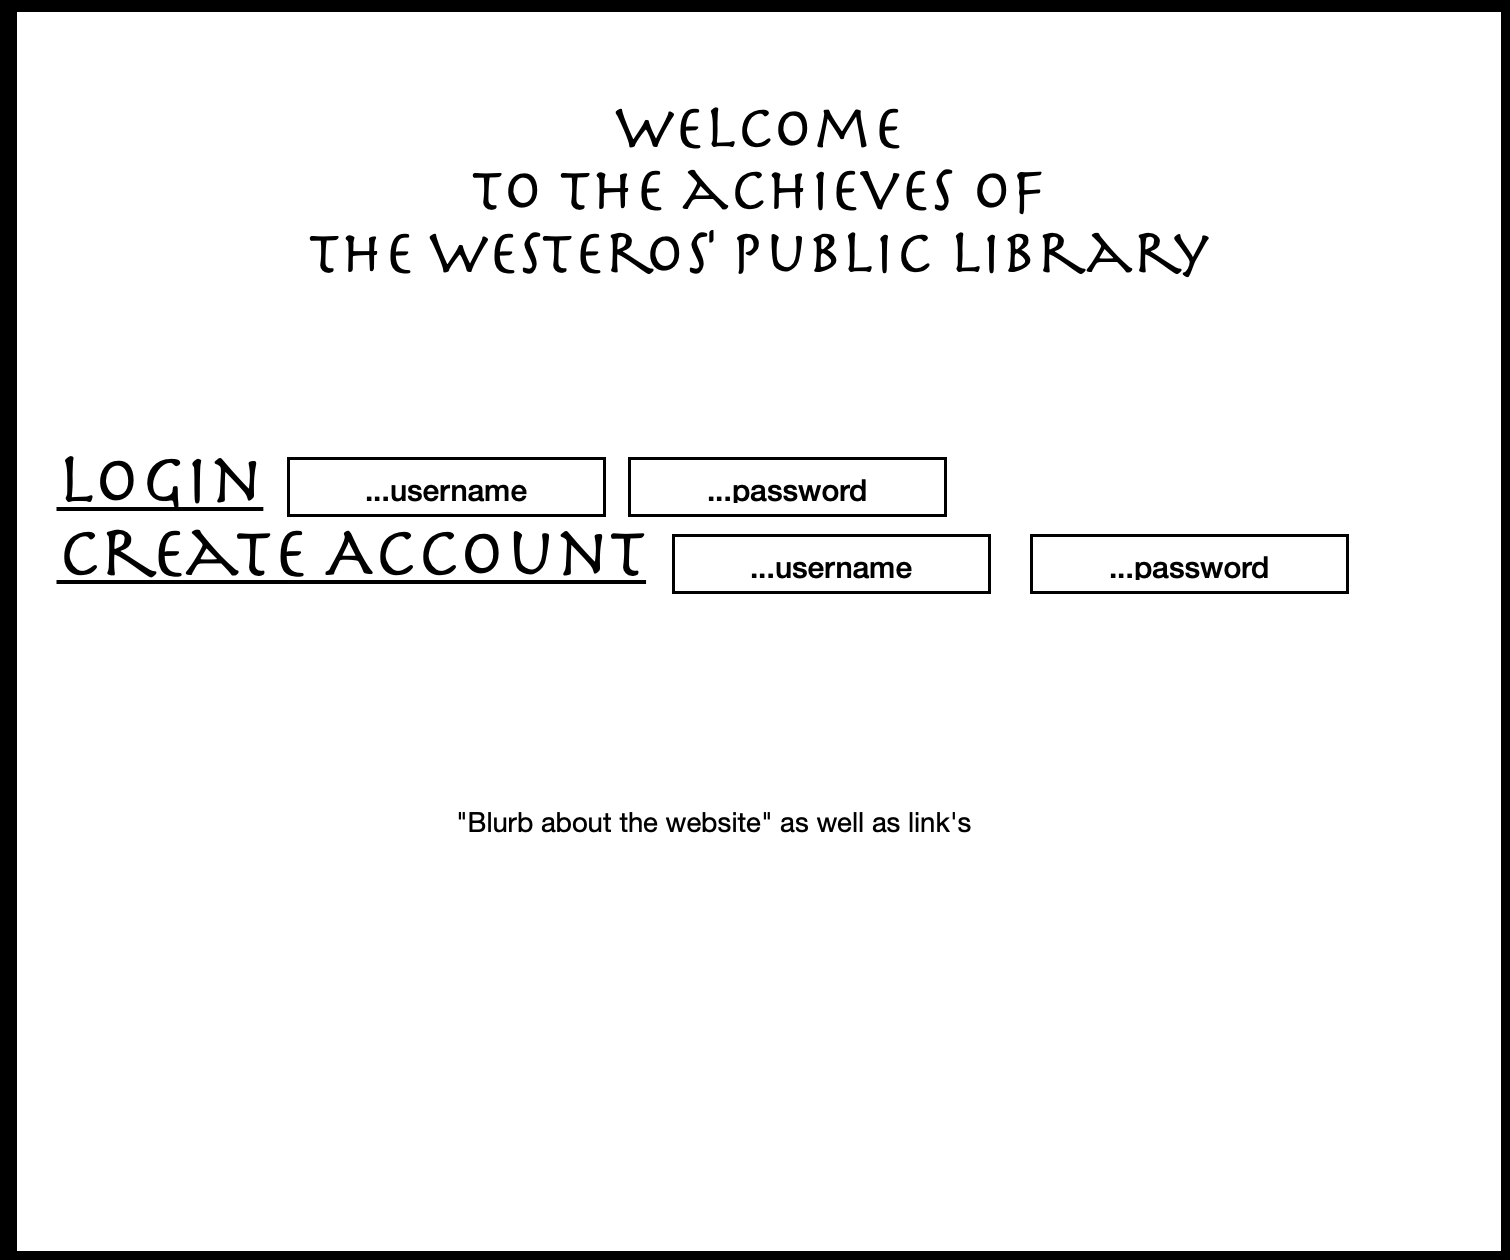 WELCOME
TO THE ACHIEVES OF
THE WESTEROS' PUBLIC LIBRARY
LOGIN ...username ...password
CREATE ACCOUNT ...username ...password
"Blurb about the website" as well as link's